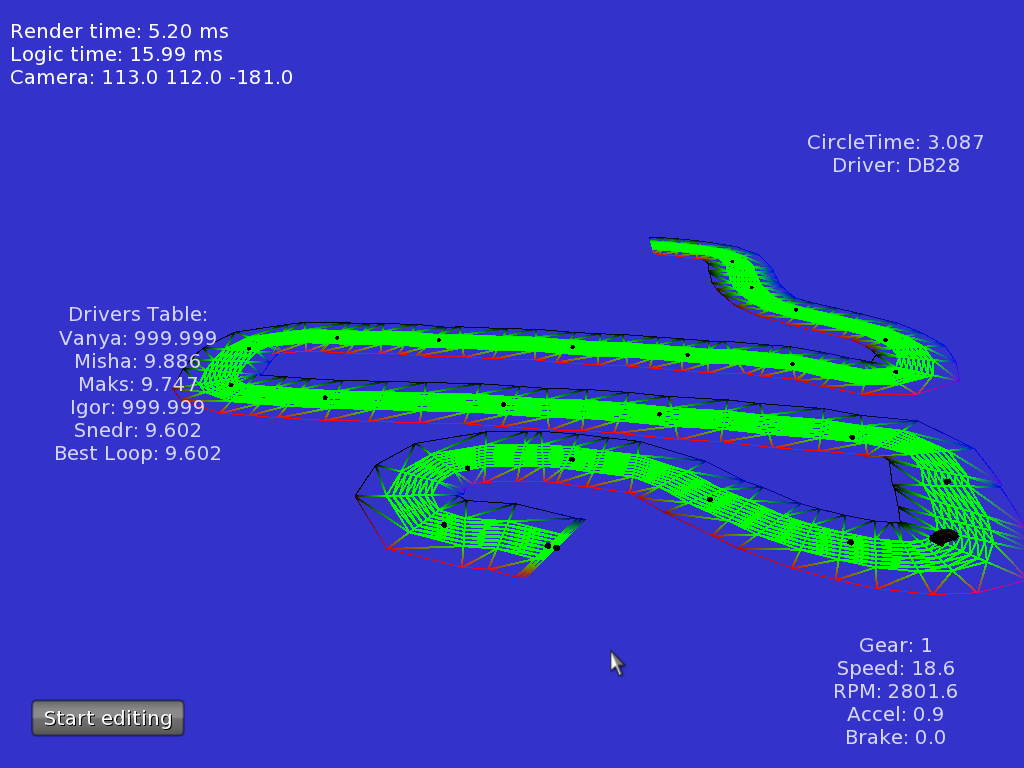 Render time: 5.20 ms
Logic time: 15.99 ms
Camera: 113.0 112.0 -181.0
CircleTime: 3.087
Driver: DB28
Drivers Table:
Vanya: 999.999
Misha: 9.886
Maks: 9.747
Igor: 999.999
Snedr: 9.602
Best Loop: 9.602
Gear: 1
Speed: 18.6
RPM: 2801.6
Accel: 0.9
Brake: 0.0
Start editing